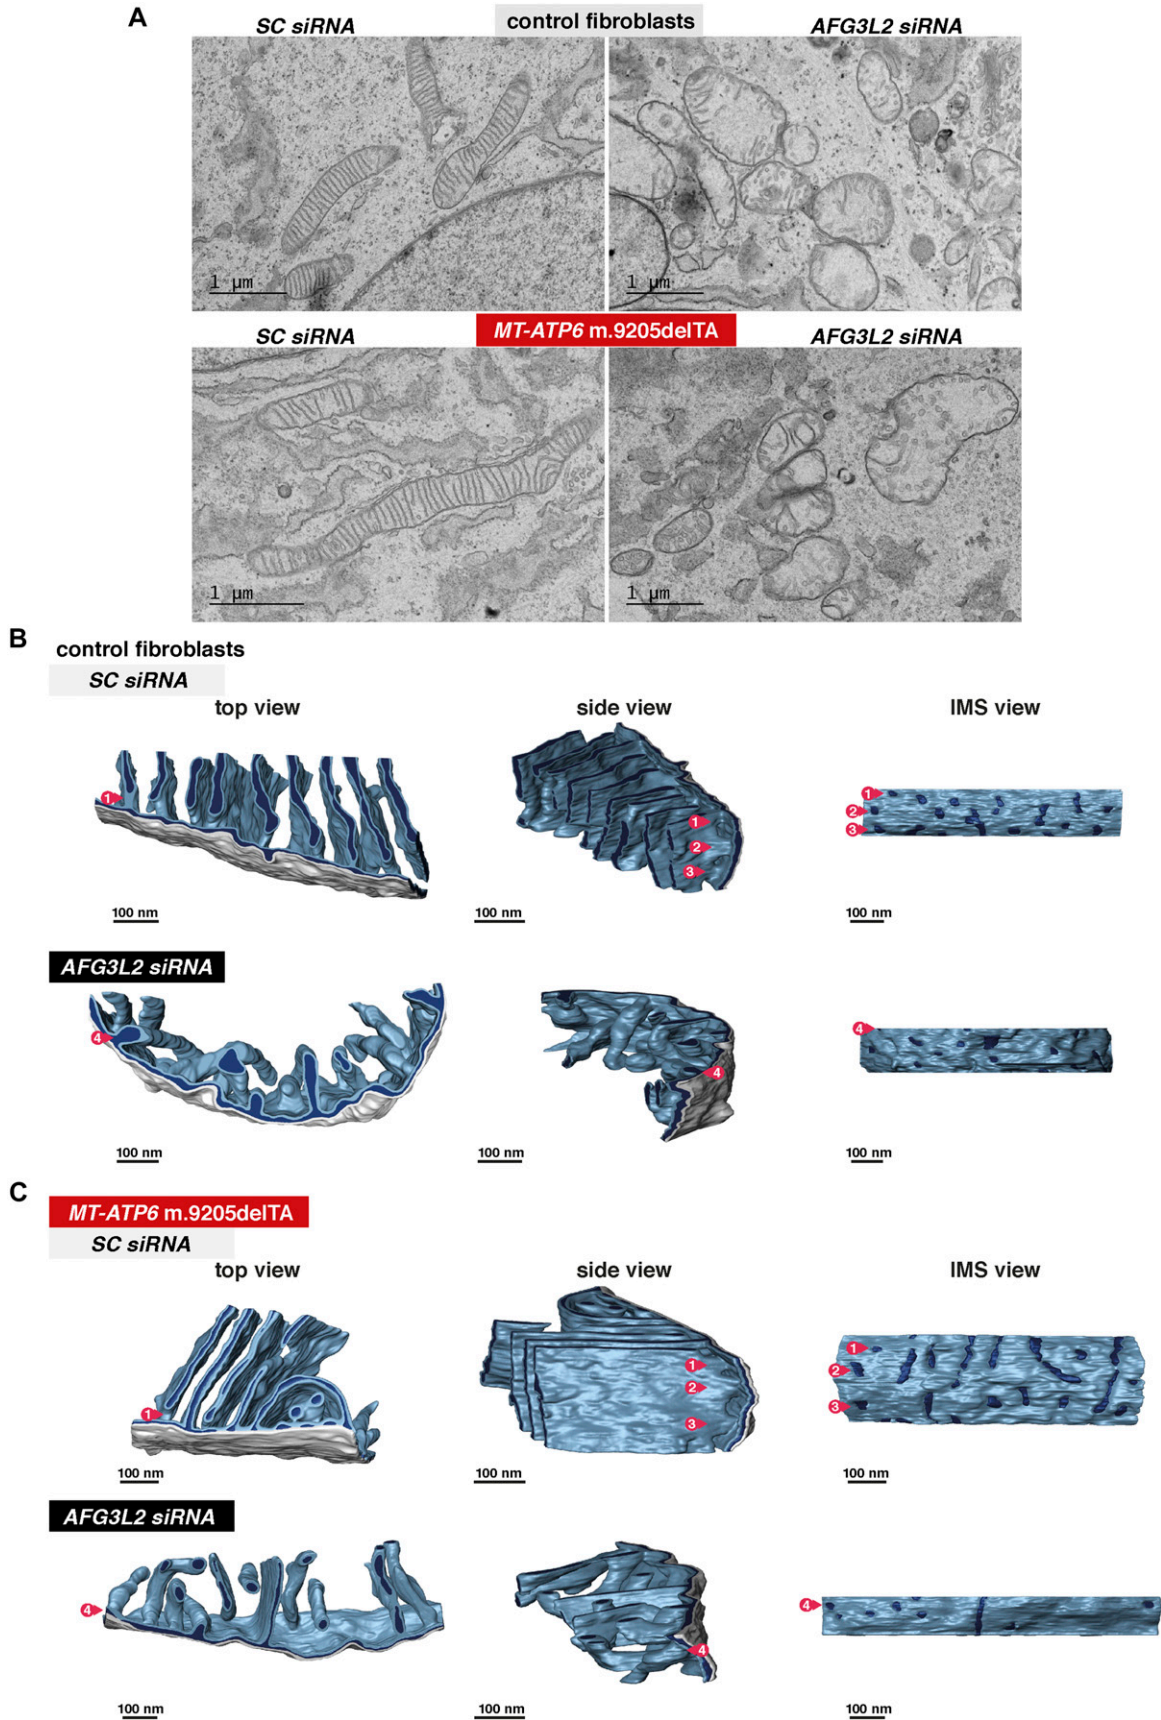 A
control fibroblasts
SC siRNA
AFG3L2 siRNA
1 µm
1 µm
SC siRNA
MT-ATP6 m.9205delTA
AFG3L2 siRNA
1 µm
1 µm
B
control fibroblasts
SC siRNA
top view
side view
IMS view
1
1
2
3
1
2
3
100 nm
100 nm
100 nm
AFG3L2 siRNA
4
4
4
100 nm
100 nm
100 nm
C
MT-ATP6 m.9205delTA
SC siRNA
top view
side view
IMS view
1
1
2
3
1
2
3
100 nm
100 nm
100 nm
AFG3L2 siRNA
4
4
4
100 nm
100 nm
100 nm